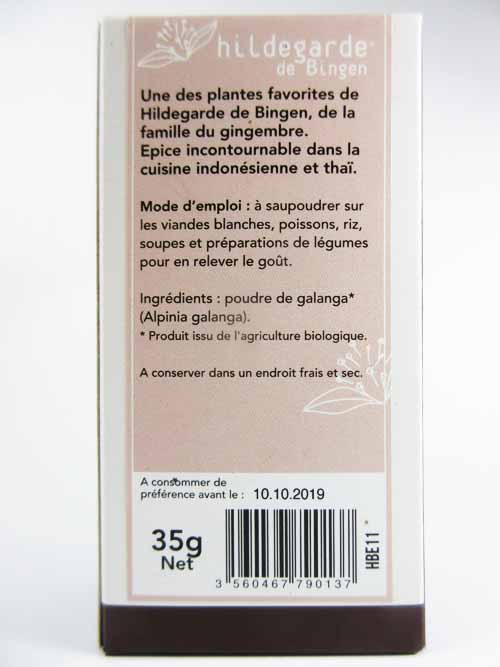 hildegarde®
de Bingen
Une des plantes favorites de
Hildegarde de Bingen, de la
famille du gingembre.
Epice incontournable dans la
cuisine indonésienne et thaï.
Mode d'emploi : à saupoudrer sur
les viandes blanches, poissons, riz,
soupes et préparations de légumes
pour en relever le goût.
Ingrédients : poudre de galanga*
(Alpinia galanga).
* Produit issu de l'agriculture biologique.
A conserver dans un endroit frais et sec.
A consommer de
préférence avant le : 10.10.2019
35g
Net
3 560467 790137
HBE11